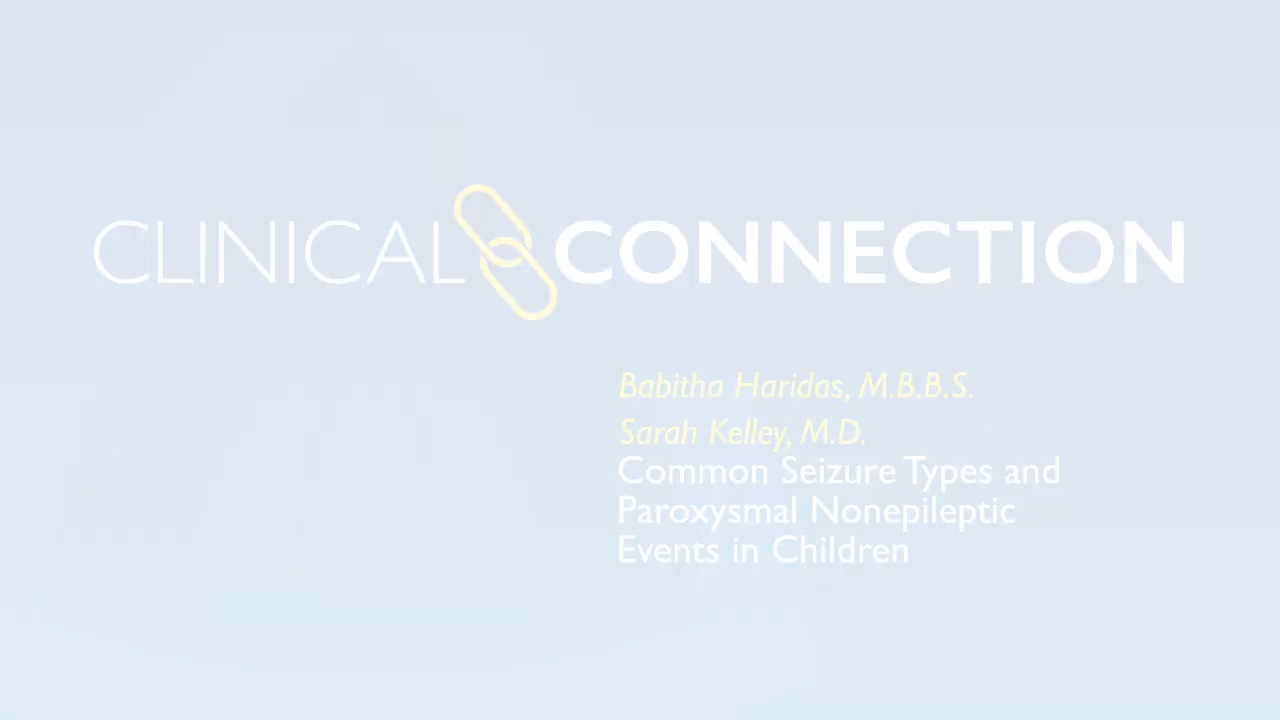 CLINICAL CONNECTION
Babitha Haridas, M.B.B.S.
Sarah Kelley, M.D.
Common Seizure Types and
Paroxysmal Nonepileptic
Events in Children